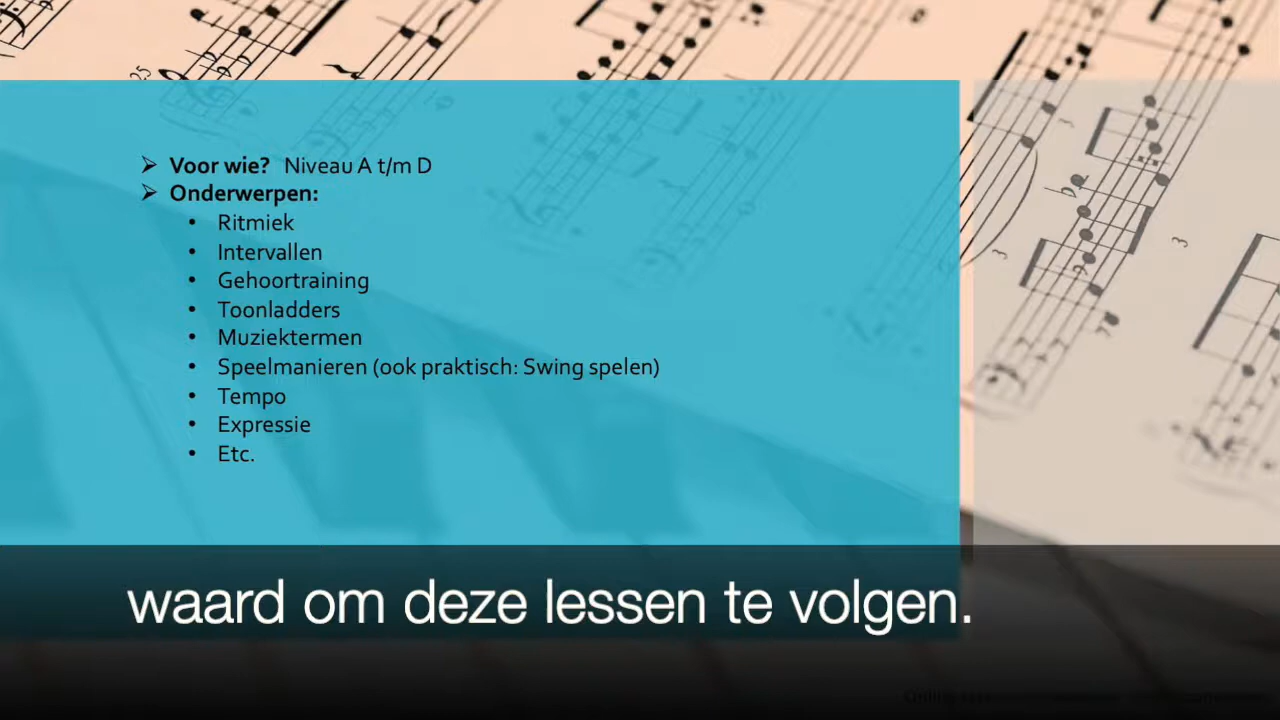 ➢ Voor wie? Niveau A t/m D
➢ Onderwerpen:
• Ritmiek
• Intervallen
• Gehoortraining
• Toonladders
• Muziektermen
• Speelmanieren (ook praktisch: Swing spelen)
• Tempo
• Expressie
• Etc.
waard om deze lessen te volgen.